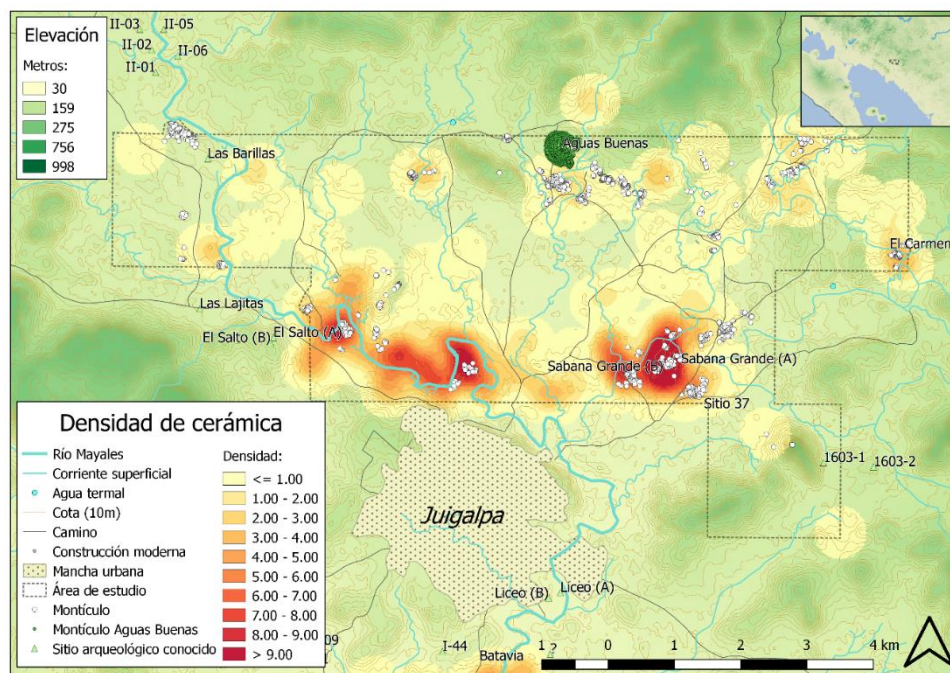 Elevación
Metros:
30
159
275
756
998
II-03
II-05
II-02
II-06
II-01
Las Barillas
Aguas Buenas
El Carmen
Las Lajitas
El Salto (B)
El Salto (A)
Sabana Grande (B)
Sabana Grande (A)
Sitio 37
1603-1
1603-2
Juigalpa
Liceo (B)
Liceo (A)
I-44
Batavia
Densidad de cerámica
Río Mayales
Corriente superficial
Agua termal
Cota (10m)
Camino
Construcción moderna
Mancha urbana
Área de estudio
Montículo
Montículo Aguas Buenas
Sitio arqueológico conocido
Densidad:
<= 1.00
1.00 - 2.00
2.00 - 3.00
3.00 - 4.00
4.00 - 5.00
5.00 - 6.00
6.00 - 7.00
7.00 - 8.00
8.00 - 9.00
> 9.00
1 0 1 2 3 4 km